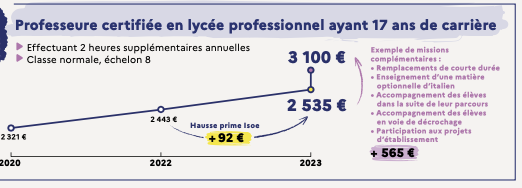 Professeure certifiée en lycée professionnel ayant 17 ans de carrière
Effectuant 2 heures supplémentaires annuelles
Classe normale, échelon 8
3 100 €
2 535 €
2 443 €
2 321 €
Hausse prime Isoe
+ 92 €
2020
2022
2023
Exemple de missions
complémentaires :
• Remplacements de courte durée
• Enseignement d'une matière
optionnelle d'italien
• Accompagnement des élèves
dans la suite de leur parcours
• Accompagnement des élèves
en voie de décrochage
• Participation aux projets
d'établissement
+ 565 €